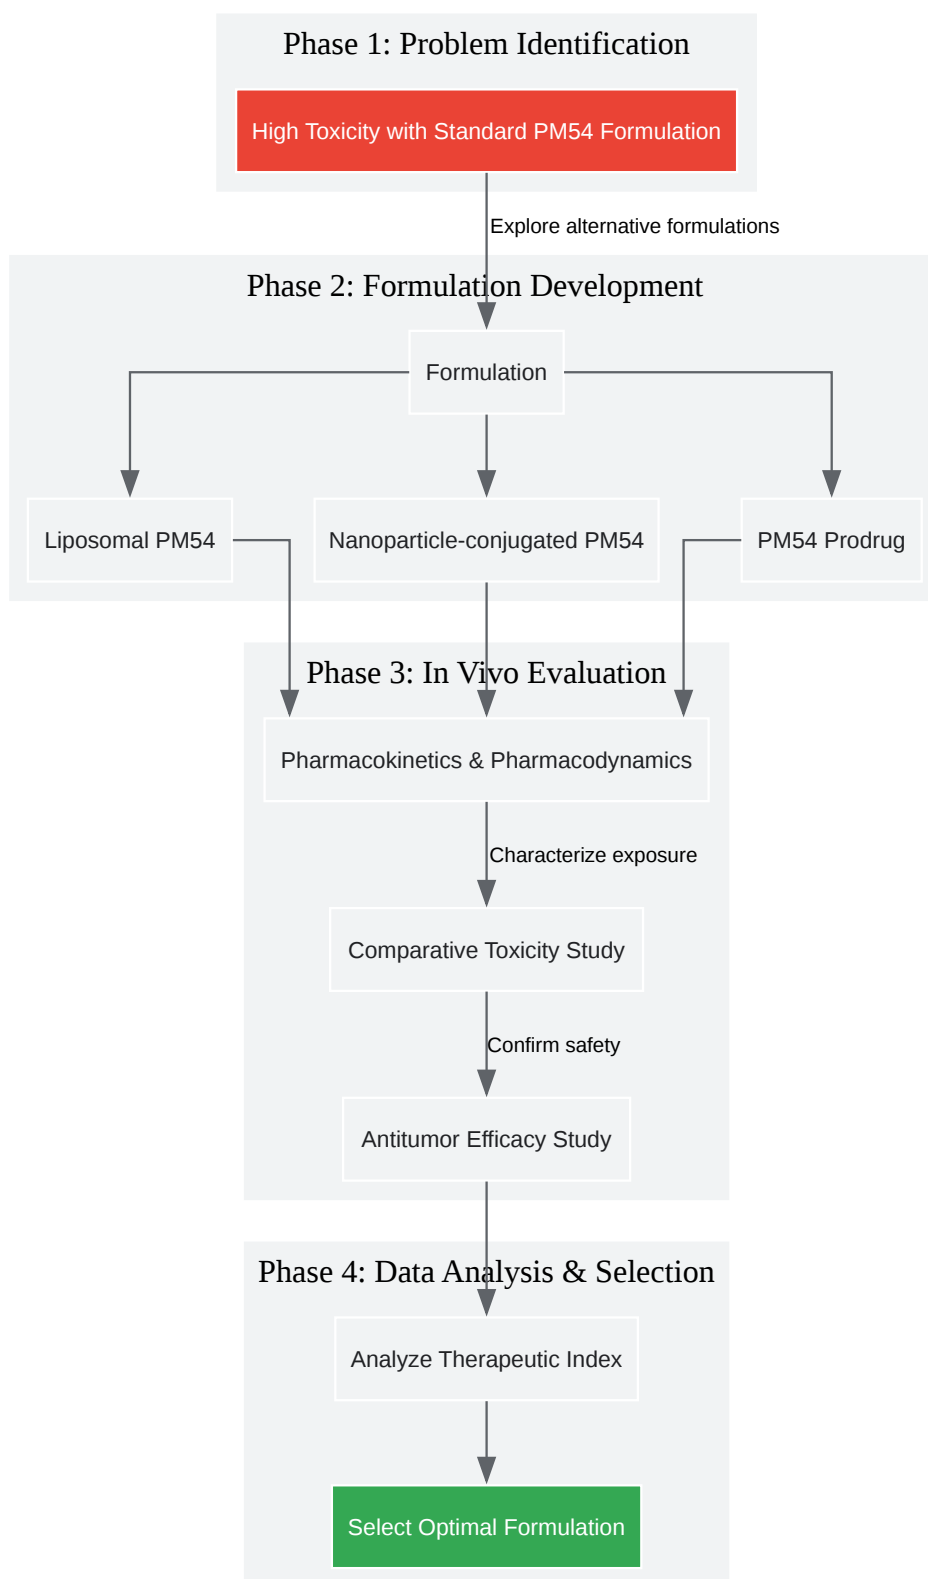 Phase 1: Problem Identification
High Toxicity with Standard PM54 Formulation
Explore alternative formulations
Phase 2: Formulation Development
Formulation
Liposomal PM54
Nanoparticle-conjugated PM54
PM54 Prodrug
Phase 3: In Vivo Evaluation
Pharmacokinetics & Pharmacodynamics
Characterize exposure
Comparative Toxicity Study
Confirm safety
Antitumor Efficacy Study
Phase 4: Data Analysis & Selection
Analyze Therapeutic Index
Select Optimal Formulation